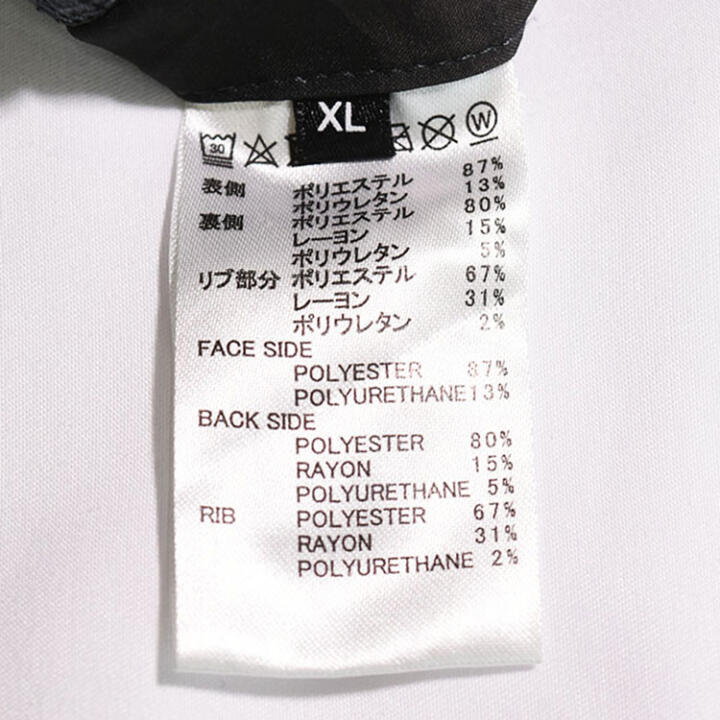 XL
30
W
表側 ポリエステル 87%
ポリウレタン 13%
裏側 ポリエステル 80%
レーヨン 15%
ポリウレタン 5%
リブ部分 ポリエステル 67%
レーヨン 31%
ポリウレタン 2%
FACE SIDE
POLYESTER 87%
POLYURETHANE 13%
BACK SIDE
POLYESTER 80%
RAYON 15%
POLYURETHANE 5%
RIB POLYESTER 67%
RAYON 31%
POLYURETHANE 2%